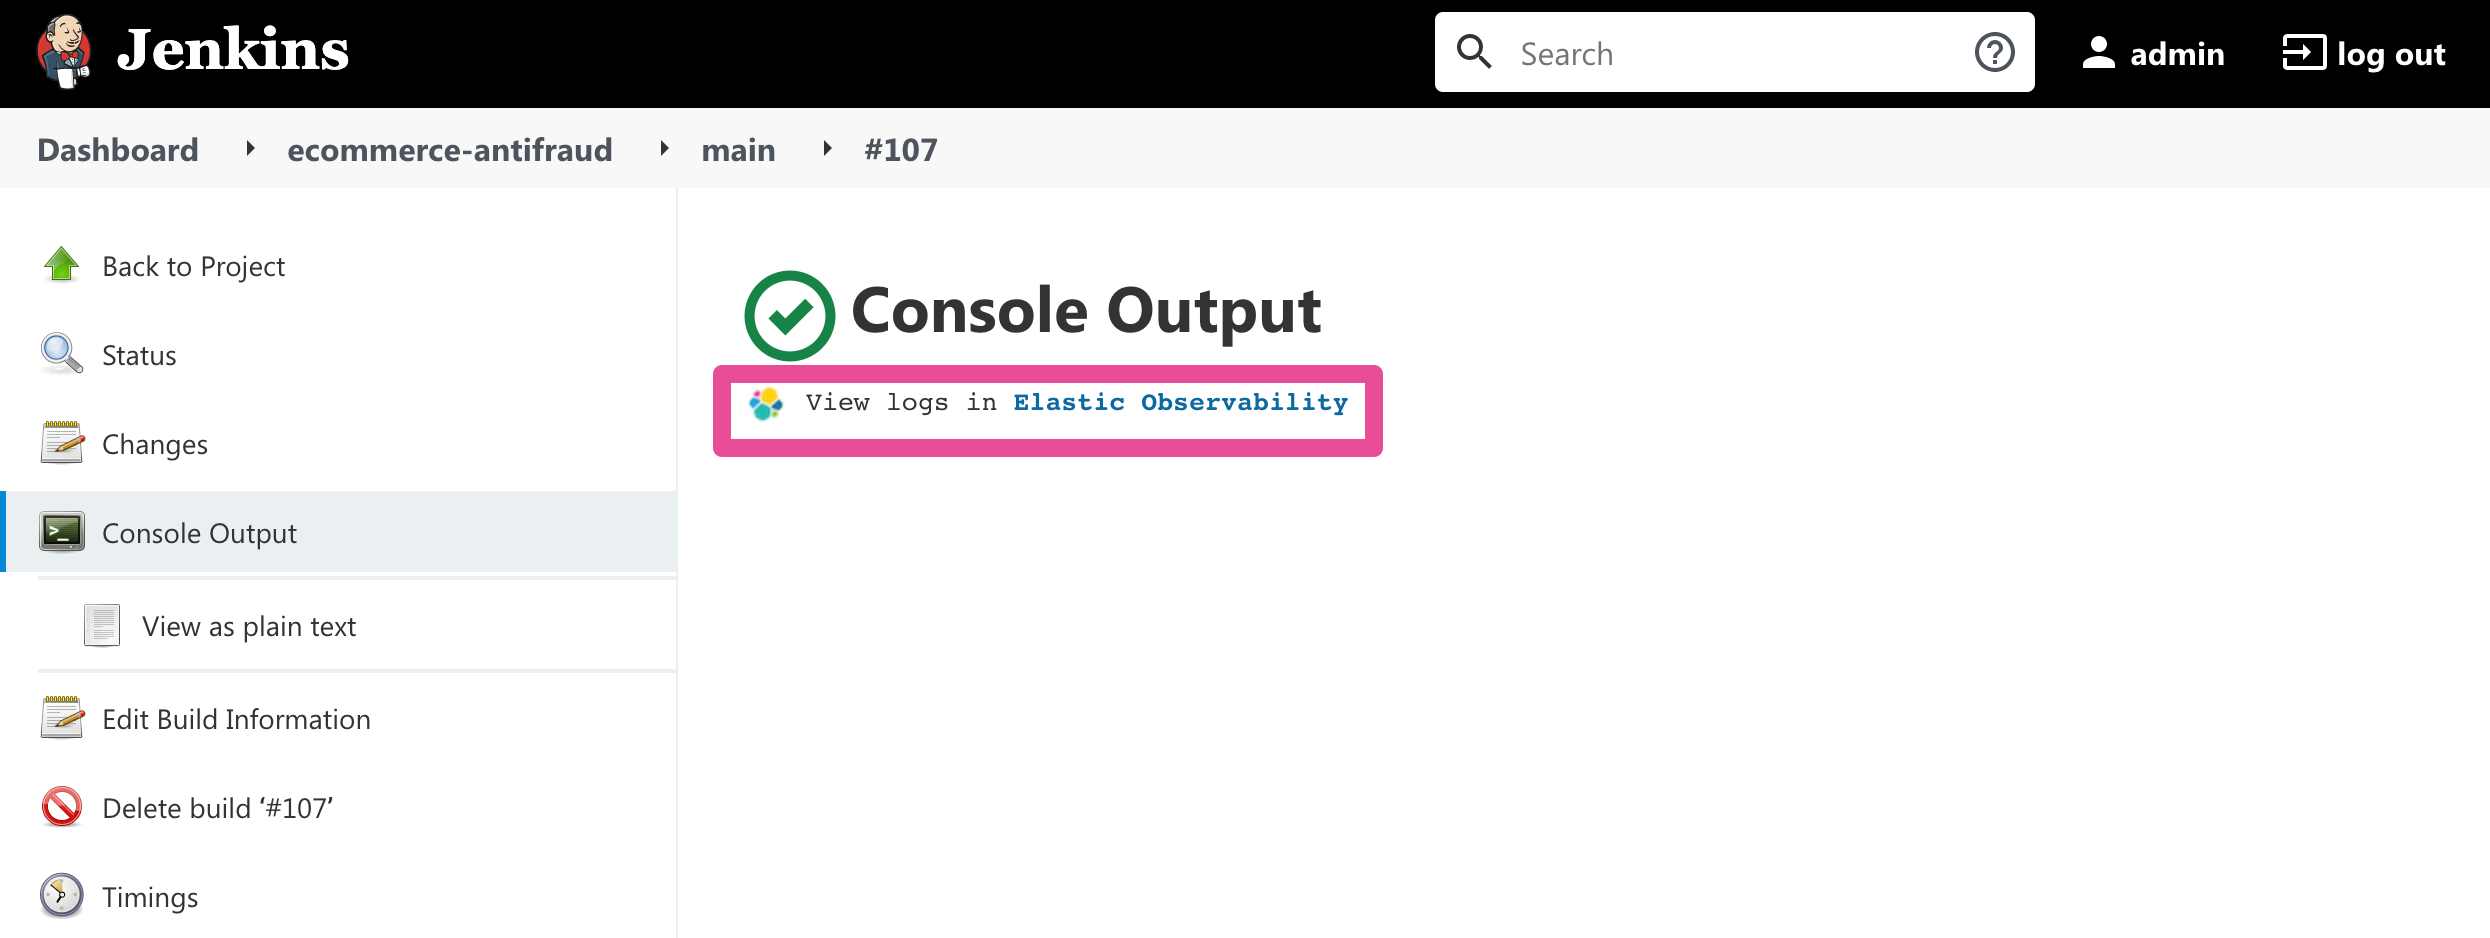 Jenkins
Search
admin
log out
Dashboard
ecommerce-antifraud
main
#107
Back to Project
Status
Changes
Console Output
View as plain text
Edit Build Information
Delete build ‘#107’
Timings
Console Output
View logs in Elastic Observability